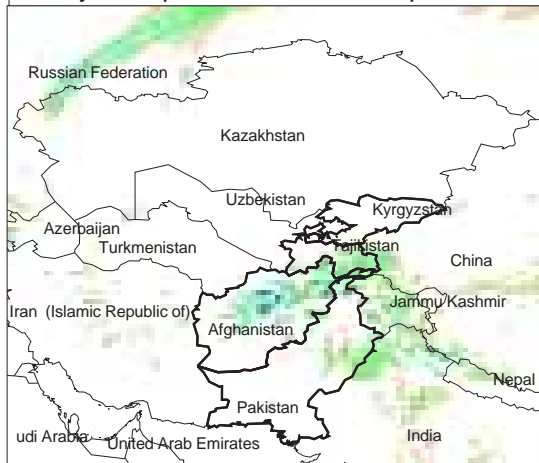 Russian Federation
Kazakhstan
Uzbekistan
Kyrgyzstan
Azerbaijan
Turkmenistan
Tajikistan
China
Iran (Islamic Republic of)
Jammu Kashmir
Afghanistan
Nepal
Pakistan
udi Arabia
United Arab Emirates
India